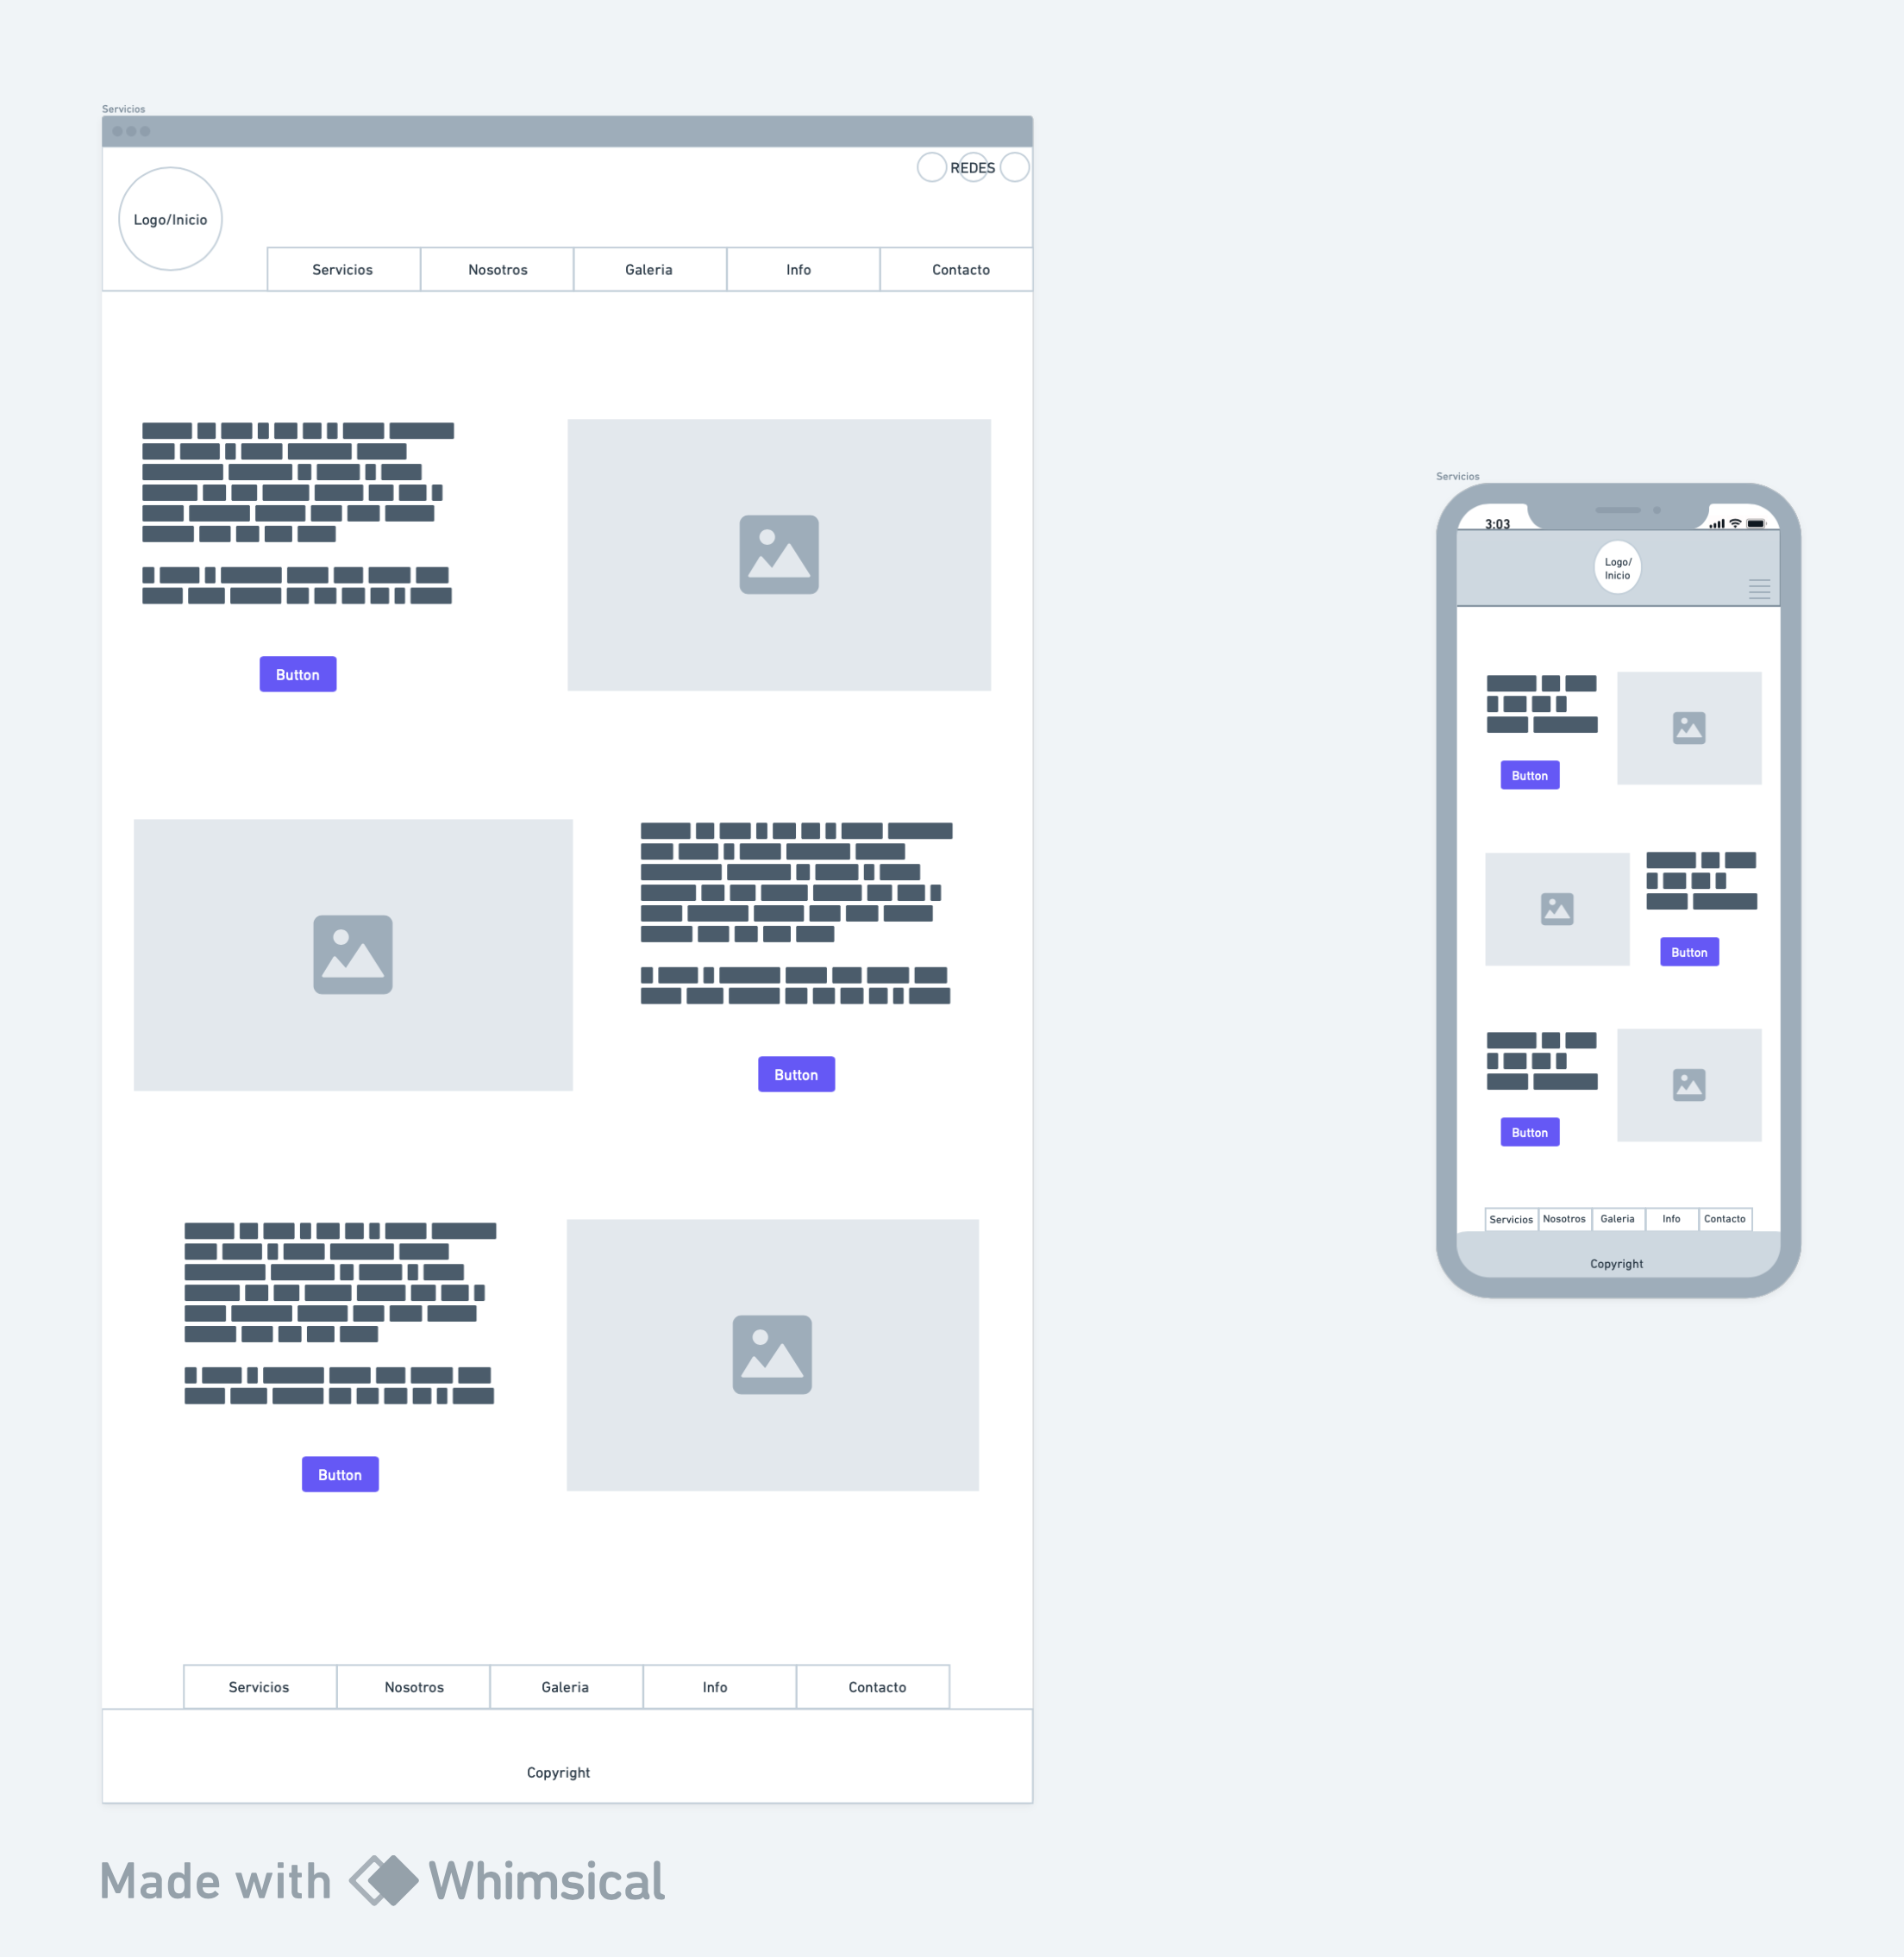 Servicios
REDES
Logo/Inicio
Servicios Nosotros Galeria Info Contacto
Button
Button
Button
Servicios Nosotros Galeria Info Contacto
Copyright
Servicios
3:03
Logo/
Inicio
Button
Button
Button
Servicios Nosotros Galeria Info Contacto
Copyright
Made with Whimsical